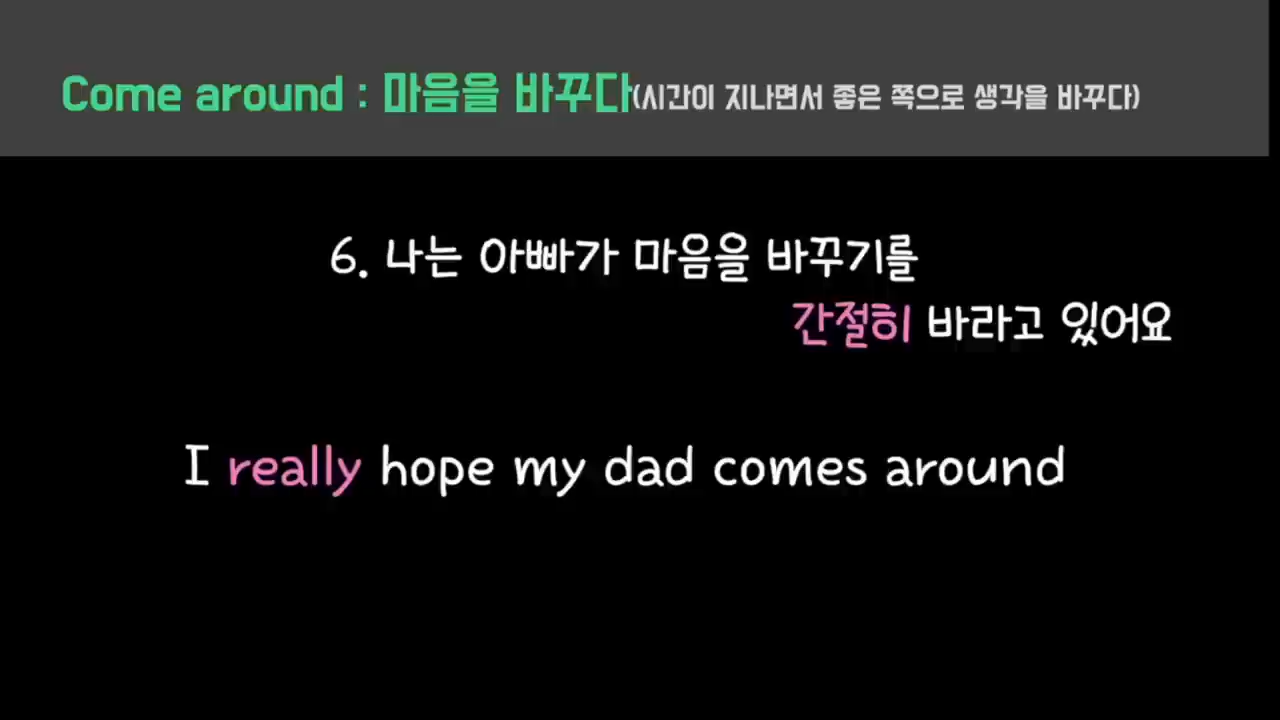 Come around : 마음을 바꾸다(시간이 지나면서 좋은 쪽으로 생각을 바꾸다)
6. 나는 아빠가 마음을 바꾸기를
간절히 바라고 있어요
I really hope my dad comes around